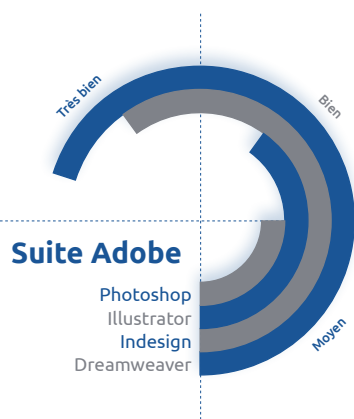 Très bien
Bien
Suite Adobe
Photoshop
Illustrator
Indesign
Dreamweaver
Moyen